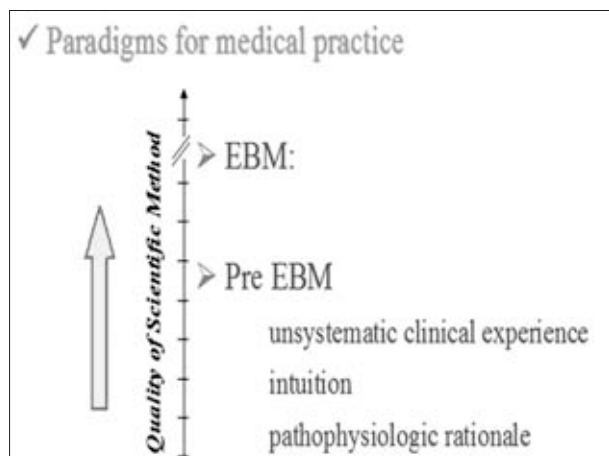 ✓ Paradigms for medical practice
Quality of Scientific Method
➢ EBM:
➢ Pre EBM
unsystematic clinical experience
intuition
pathophysiologic rationale